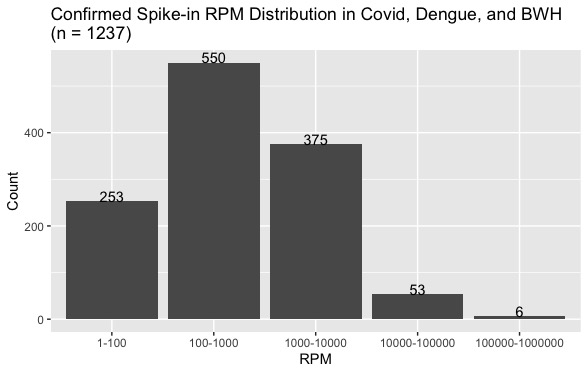 Confirmed Spike-in RPM Distribution in Covid, Dengue, and BWH
(n = 1237)
550
400
375
Count
253
200
53
6
0
1-100 100-1000 1000-10000 10000-100000 100000-1000000
RPM